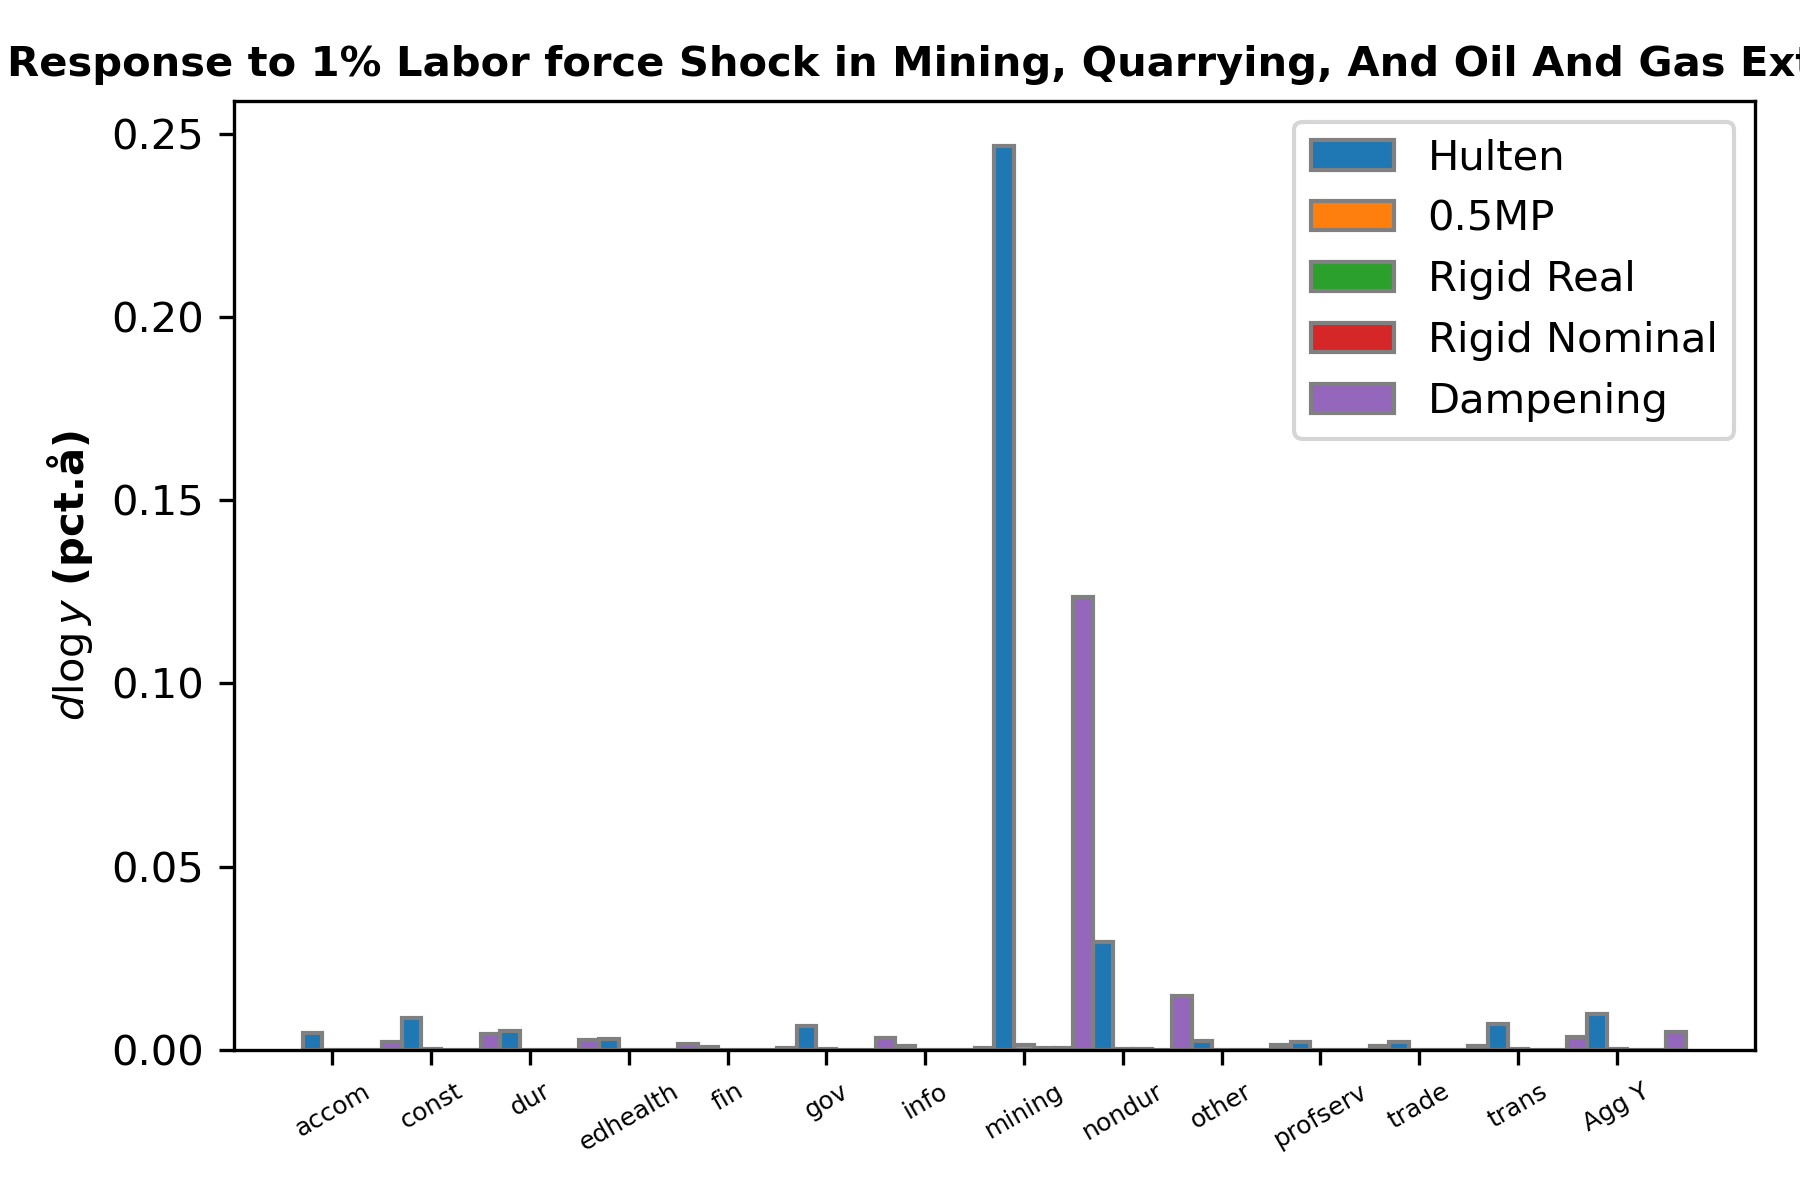 Response to 1% Labor force Shock in Mining, Quarrying, And Oil And Gas Ext
0.25
0.20
0.15
0.10
0.05
0.00
dlog y (pct.å)
Hulten
0.5MP
Rigid Real
Rigid Nominal
Dampening
accom
const
dur
edhealth
fin
gov
info
mining
nondur
other
profserv
trade
trans
Agg Y